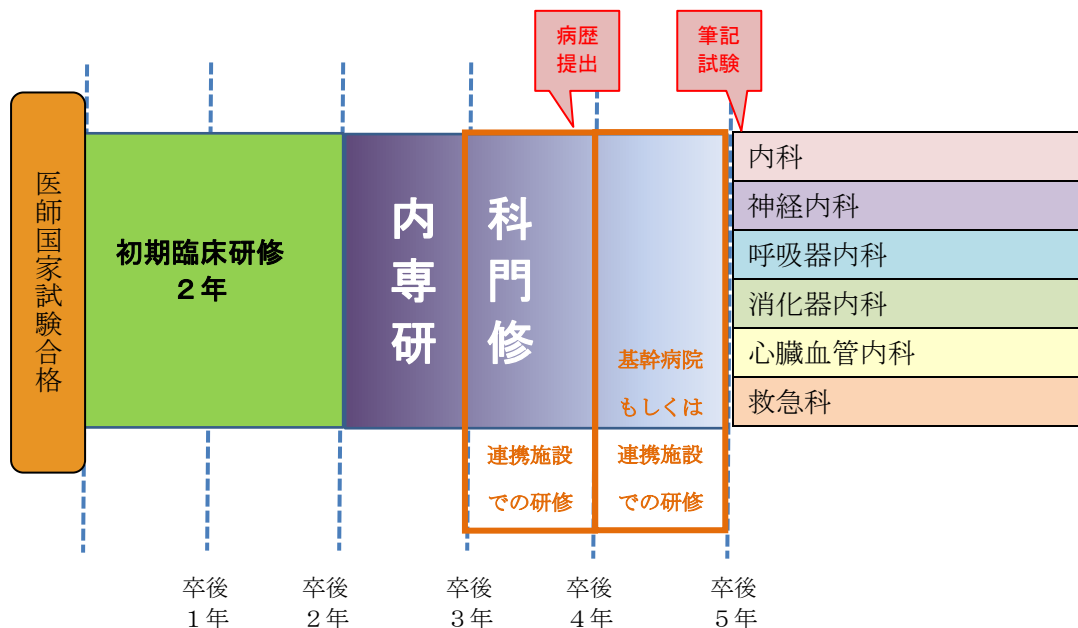 病歴
提出
筆記
試験
医師国家試験合格
初期臨床研修
２年
内科
専門
研修
基幹病院
もしくは
連携施設
での研修
連携施設
での研修
内科
神経内科
呼吸器内科
消化器内科
心臓血管内科
救急科
卒後
１年
卒後
２年
卒後
３年
卒後
４年
卒後
５年